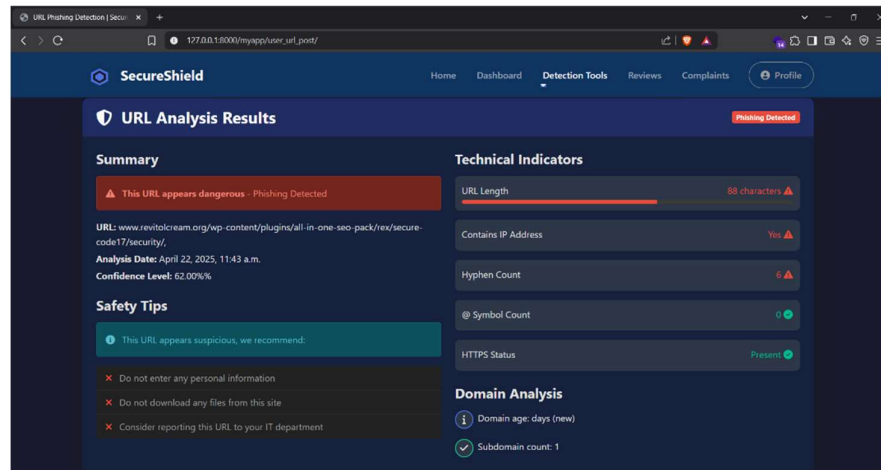 URL Phishing Detection | Secur
127.0.0.1:8000/myapp/user_url_post/
14
SecureShield
Home Dashboard Detection Tools Reviews Complaints Profile
URL Analysis Results
Phishing Detected
Summary
This URL appears dangerous - Phishing Detected
URL: www.revitolcream.org/wp-content/plugins/all-in-one-seo-pack/rex/secure-
code17/security/,
Analysis Date: April 22, 2025, 11:43 a.m.
Confidence Level: 62.00%%
Safety Tips
This URL appears suspicious, we recommend:
Do not enter any personal information
Do not download any files from this site
Consider reporting this URL to your IT department
Technical Indicators
URL Length 88 characters
Contains IP Address Yes
Hyphen Count 6
@ Symbol Count 0
HTTPS Status Present
Domain Analysis
Domain age: days (new)
Subdomain count: 1